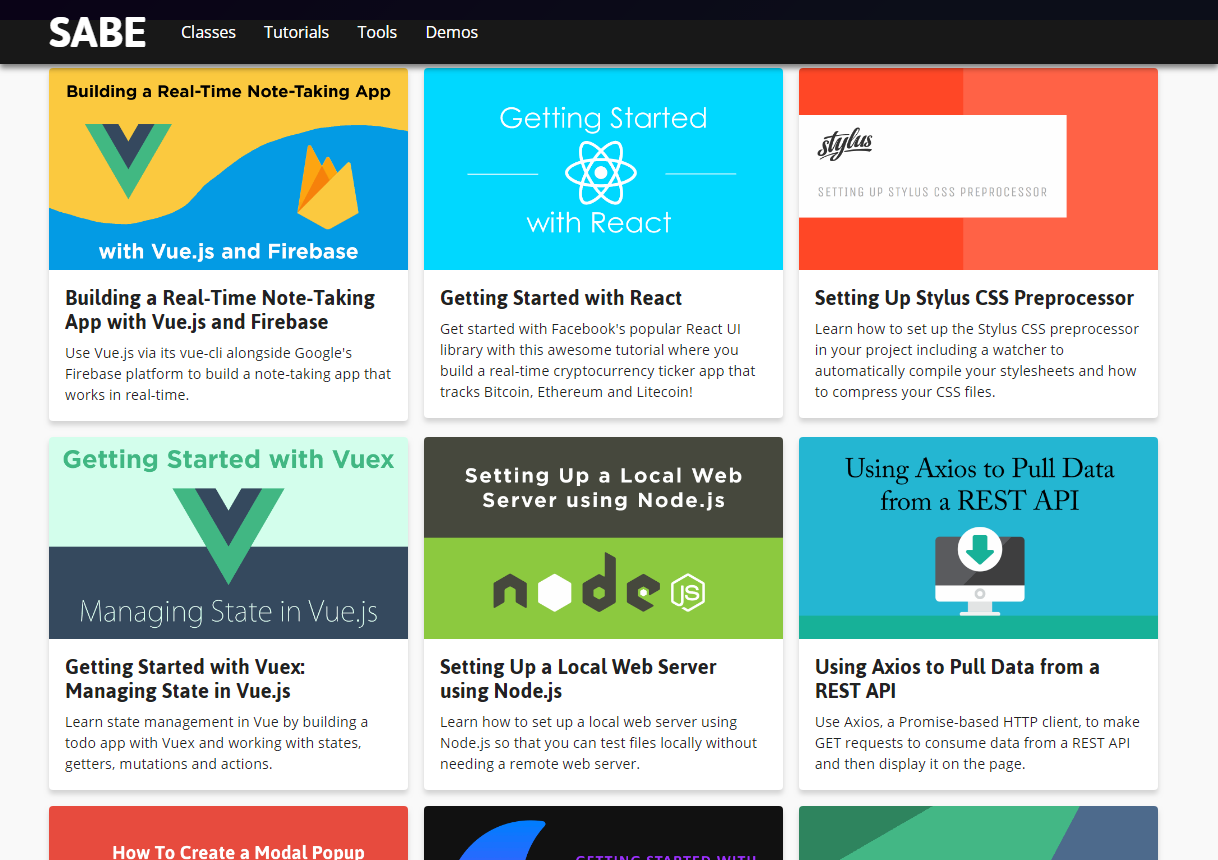 SABE
Classes
Tutorials
Tools
Demos
Building a Real-Time Note-Taking App
with Vue.js and Firebase
Building a Real-Time Note-Taking
App with Vue.js and Firebase
Use Vue.js via its vue-cli alongside Google's
Firebase platform to build a note-taking app that
works in real-time.
Getting Started
with React
Getting Started with React
Get started with Facebook's popular React UI
library with this awesome tutorial where you
build a real-time cryptocurrency ticker app that
tracks Bitcoin, Ethereum and Litecoin!
stylus
SETTING UP STYLUS CSS PREPROCESSOR
Setting Up Stylus CSS Preprocessor
Learn how to set up the Stylus CSS preprocessor
in your project including a watcher to
automatically compile your stylesheets and how
to compress your CSS files.
Getting Started with Vuex
Managing State in Vue.js
Getting Started with Vuex:
Managing State in Vue.js
Learn state management in Vue by building a
todo app with Vuex and working with states,
getters, mutations and actions.
Setting Up a Local Web
Server using Node.js
node JS
Setting Up a Local Web Server
using Node.js
Learn how to set up a local web server using
Node.js so that you can test files locally without
needing a remote web server.
Using Axios to Pull Data
from a REST API
Using Axios to Pull Data from a
REST API
Use Axios, a Promise-based HTTP client, to make
GET requests to consume data from a REST API
and then display it on the page.
How To Create a Modal Popup
GETTING STARTED WITH